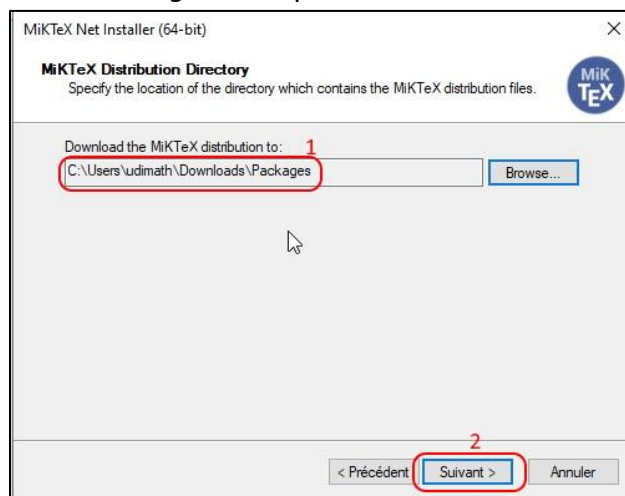 MiKTeX Net Installer (64-bit)
MiKTeX Distribution Directory
Specify the location of the directory which contains the MiKTeX distribution files.
MiK
TEX
Download the MiKTeX distribution to: 1
C:\Users\udimath\Downloads\Packages
Browse...
2
< Précédent Suivant > Annuler